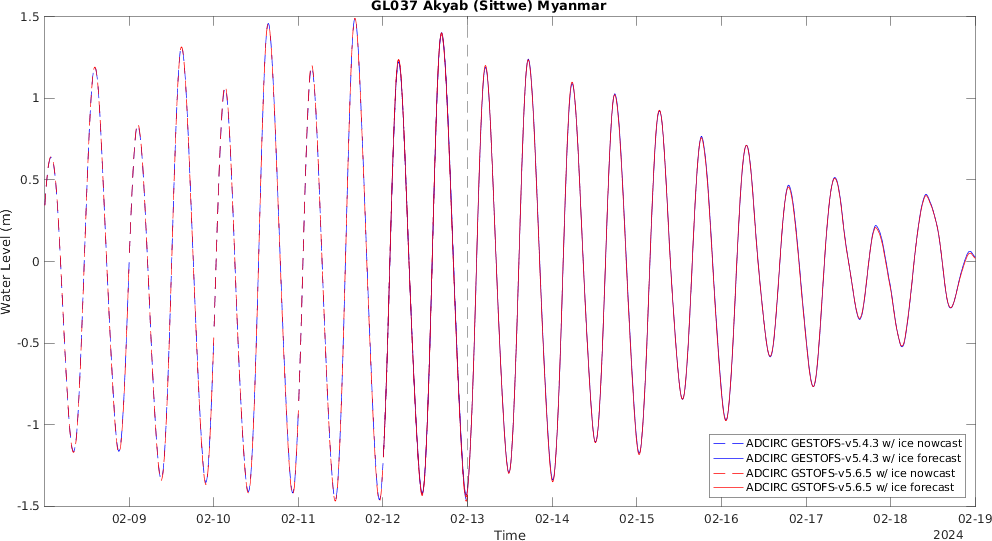 GL037 Akyab (Sittwe) Myanmar
1.5
1
0.5
0
-0.5
-1
-1.5
Water Level (m)
ADCIRC GESTOFS-v5.4.3 w/ ice nowcast
ADCIRC GESTOFS-v5.4.3 w/ ice forecast
ADCIRC GSTOFS-v5.6.5 w/ ice nowcast
ADCIRC GSTOFS-v5.6.5 w/ ice forecast
02-09 02-10 02-11 02-12 02-13 02-14 02-15 02-16 02-17 02-18 02-19
Time
2024